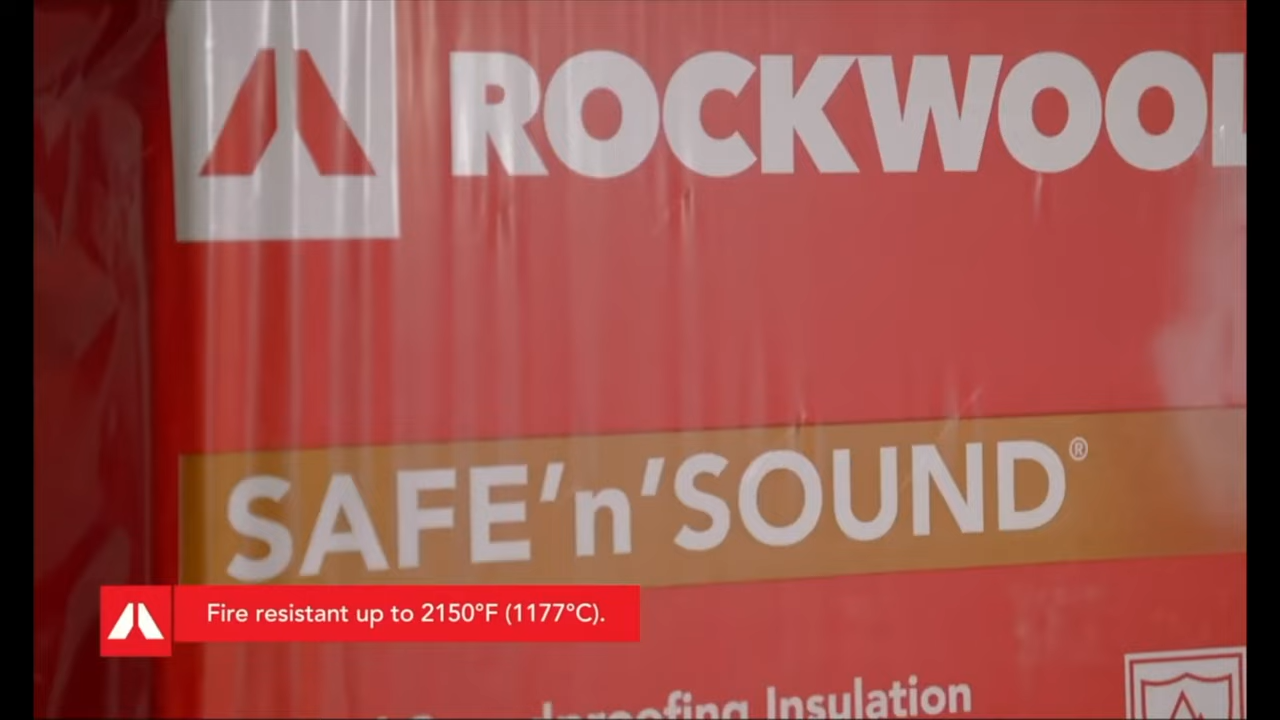 ROCKWOOL
SAFE'n'SOUND®
Fire resistant up to 2150°F (1177°C).
Insulation